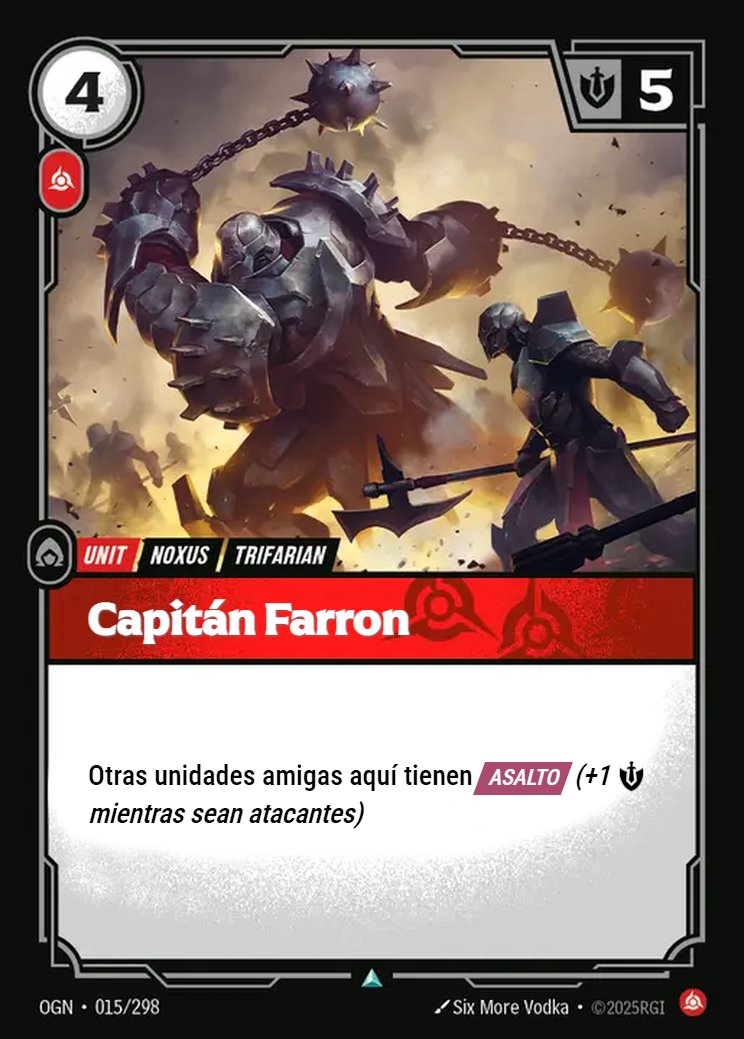 4
5
UNIT NOXUS TRIFARIAN
Capitán Farron
Otras unidades amigas aquí tienen ASALTO (+1
mientras sean atacantes)
OGN • 015/298 Six More Vodka • ©2025RGI